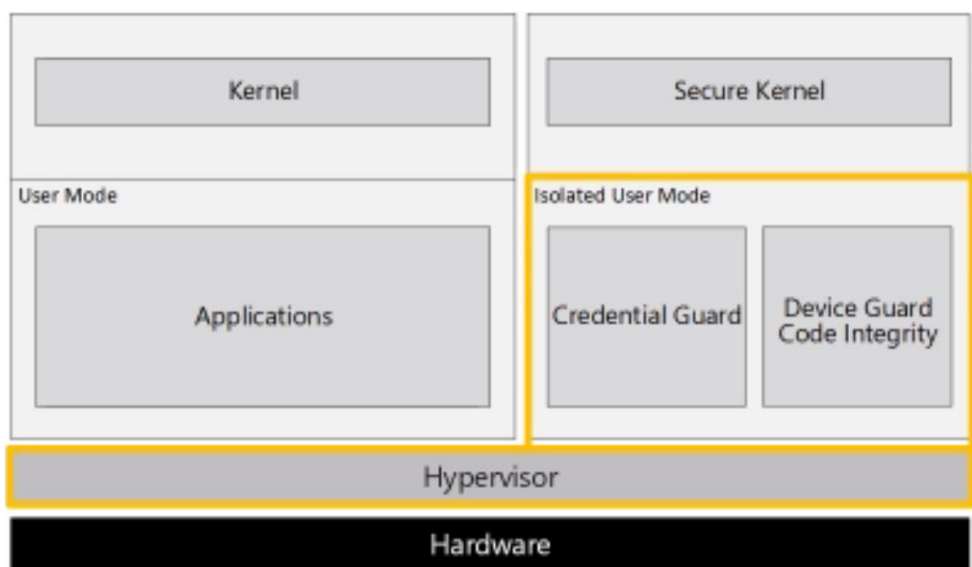 Kernel
Secure Kernel
User Mode
Isolated User Mode
Applications
Credential Guard
Device Guard
Code Integrity
Hypervisor
Hardware